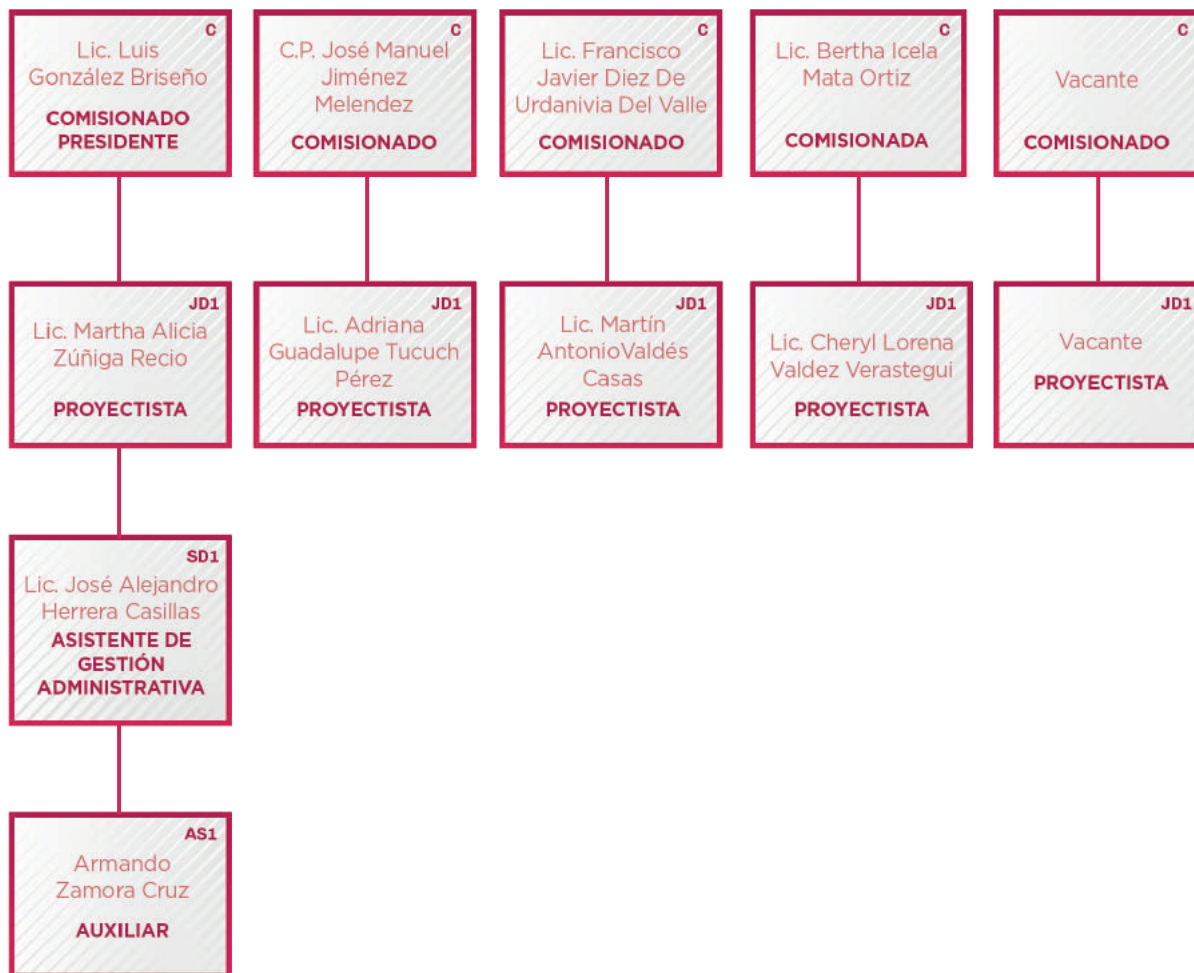 C
Lic. Luis
González Briseño
COMISIONADO
PRESIDENTE
C
C.P. José Manuel
Jiménez
Melendez
COMISIONADO
C
Lic. Francisco
Javier Diez De
Urdanivia Del Valle
COMISIONADO
C
Lic. Bertha Icela
Mata Ortiz
COMISIONADA
C
Vacante
COMISIONADO
JD1
Lic. Martha Alicia
Zúñiga Recio
PROYECTISTA
JD1
Lic. Adriana
Guadalupe Tucuch
Pérez
PROYECTISTA
JD1
Lic. Martín
AntonioValdés
Casas
PROYECTISTA
JD1
Lic. Cheryl Lorena
Valdez Verastegui
PROYECTISTA
JD1
Vacante
PROYECTISTA
SD1
Lic. José Alejandro
Herrera Casillas
ASISTENTE DE
GESTIÓN
ADMINISTRATIVA
AS1
Armando
Zamora Cruz
AUXILIAR